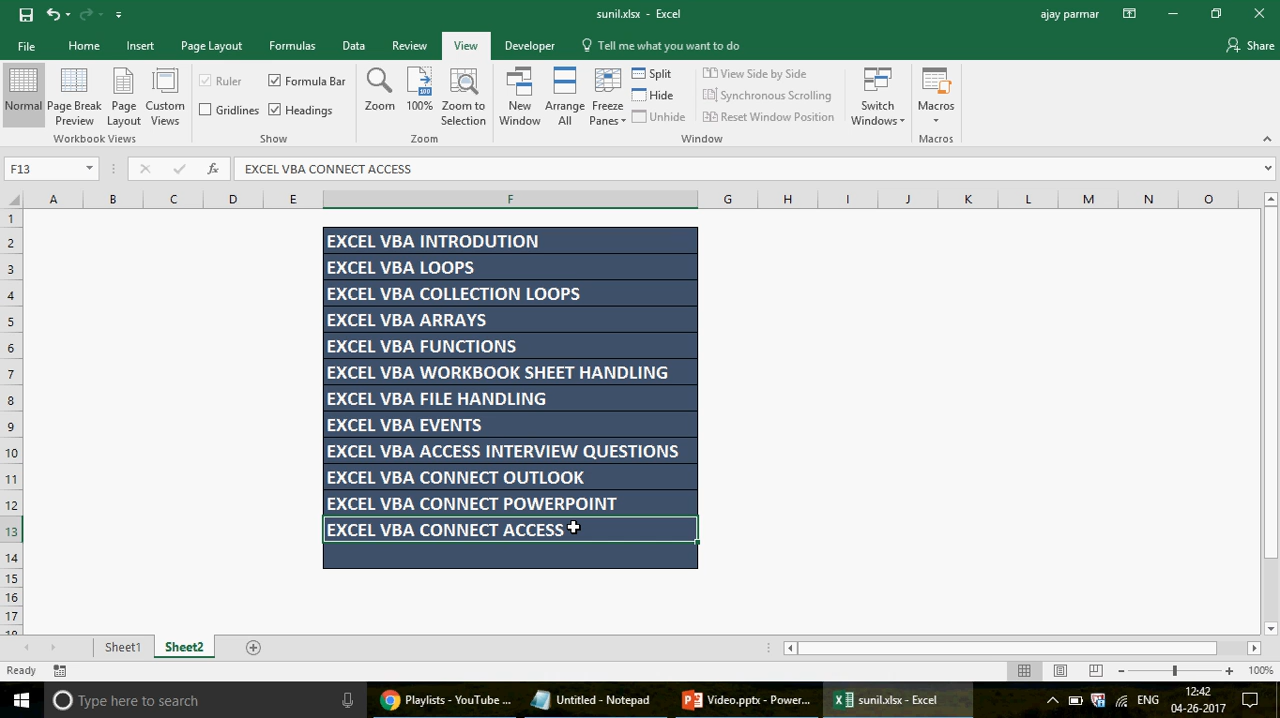 sunil.xlsx - Excel
ajay parmar
File Home Insert Page Layout Formulas Data Review View Developer Tell me what you want to do Share
Normal
Page Break Preview
Page Layout
Custom Views
Workbook Views
Ruler
Formula Bar
Gridlines
Headings
Show
Zoom
100%
Zoom to Selection
Zoom
New Window
Arrange All
Freeze Panes
Split
Hide
Unhide
View Side by Side
Synchronous Scrolling
Reset Window Position
Window
Switch Windows
Macros
Macros
F13 fx EXCEL VBA CONNECT ACCESS
A B C D E F G H I J K L M N O
1
2 EXCEL VBA INTRODUTION
3 EXCEL VBA LOOPS
4 EXCEL VBA COLLECTION LOOPS
5 EXCEL VBA ARRAYS
6 EXCEL VBA FUNCTIONS
7 EXCEL VBA WORKBOOK SHEET HANDLING
8 EXCEL VBA FILE HANDLING
9 EXCEL VBA EVENTS
10 EXCEL VBA ACCESS INTERVIEW QUESTIONS
11 EXCEL VBA CONNECT OUTLOOK
12 EXCEL VBA CONNECT POWERPOINT
13 EXCEL VBA CONNECT ACCESS
14
15
16
17
18
Sheet1 Sheet2
Ready 100%
Type here to search
Playlists - YouTube ...
Untitled - Notepad
Video.pptx - Power...
sunil.xlsx - Excel
ENG
12:42
04-26-2017